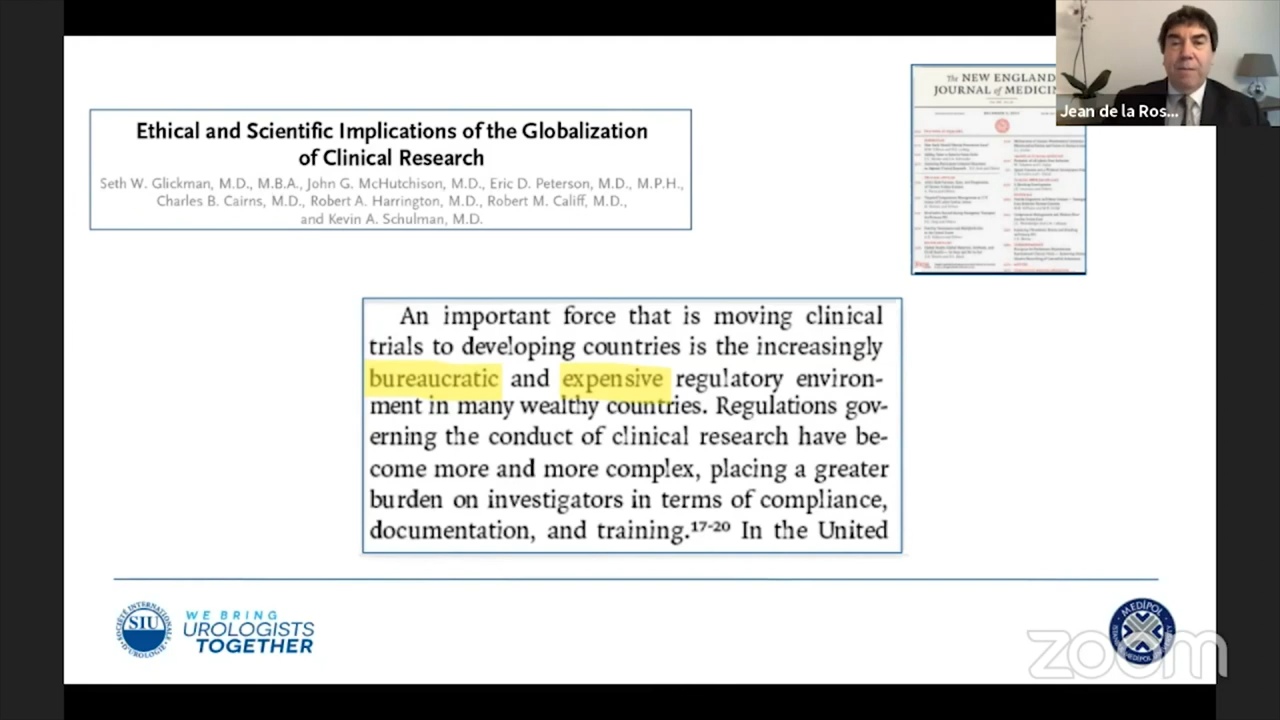 Ethical and Scientific Implications of the Globalization
of Clinical Research
Seth W. Glickman, M.D., M.B.A., John G. McHutchison, M.D., Eric D. Peterson, M.D., M.P.H.,
Charles B. Cairns, M.D., Robert A. Harrington, M.D., Robert M. Califf, M.D.,
and Kevin A. Schulman, M.D.
The NEW ENGLAND
JOURNAL of MEDICIN
Jean de la Ros...
An important force that is moving clinical
trials to developing countries is the increasingly
bureaucratic and expensive regulatory environ-
ment in many wealthy countries. Regulations gov-
erning the conduct of clinical research have be-
come more and more complex, placing a greater
burden on investigators in terms of compliance,
documentation, and training.17-20 In the United
SOCIÉTÉ INTERNATIONALE
D'UROLOGIE
SIU
WE BRING
UROLOGISTS
TOGETHER
MEDİPOL
zoom